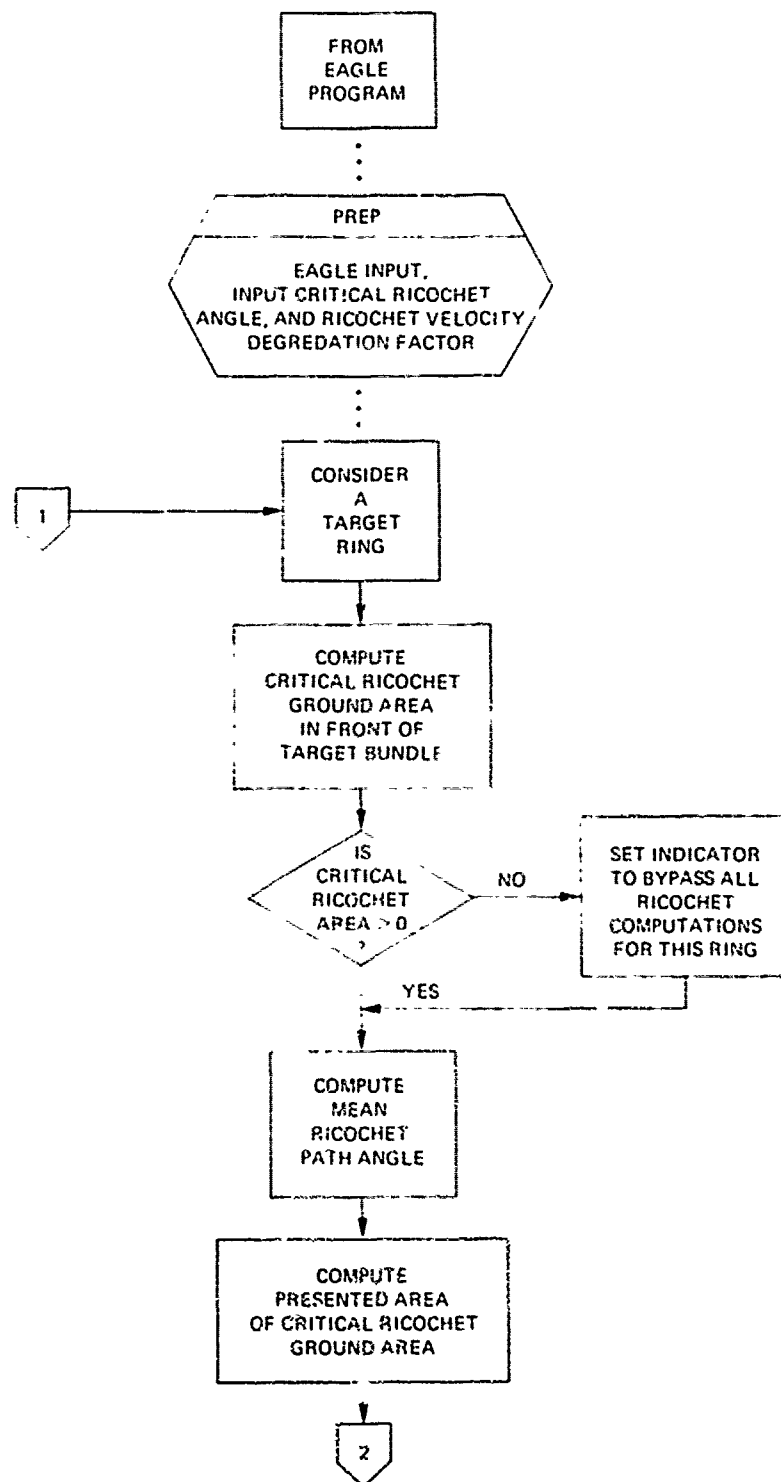 FROM
EAGLE
PROGRAM
PREP
EAGLE INPUT,
INPUT CRITICAL RICOCHET
ANGLE, AND RICOCHET VELOCITY
DEGREDATION FACTOR
1
CONSIDER
A
TARGET
RING
COMPUTE
CRITICAL RICOCHET
GROUND AREA
IN FRONT OF
TARGET BUNDLE
IS
CRITICAL
RICOCHET
AREA > 0
?
NO
SET INDICATOR
TO BYPASS ALL
RICOCHET
COMPUTATIONS
FOR THIS RING
YES
COMPUTE
MEAN
RICOCHET
PATH ANGLE
COMPUTE
PRESENTED AREA
OF CRITICAL RICOCHET
GROUND AREA
2